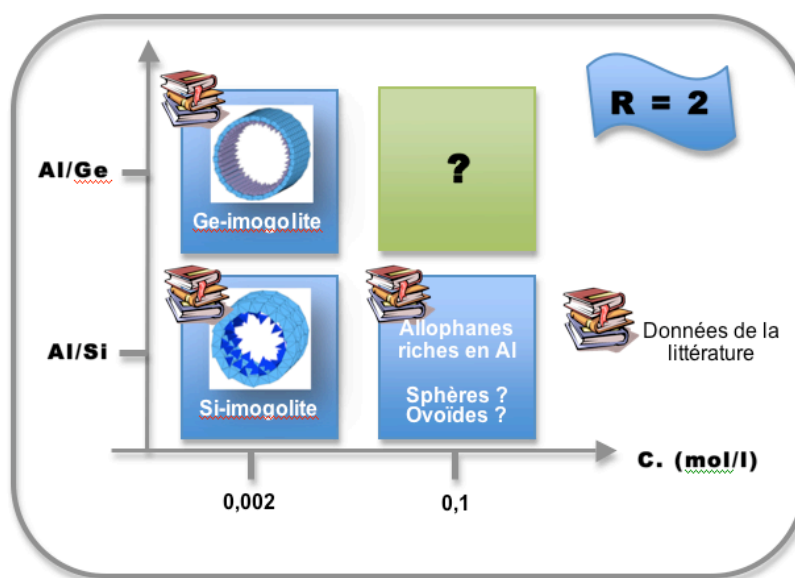 R = 2
Al/Ge
Ge-imogolite
?
Al/Si
Si-imogolite
Allophanes
riches en Al
Sphères ?
Ovoïdes ?
Données de la
littérature
C. (mol/l)
0,002
0,1